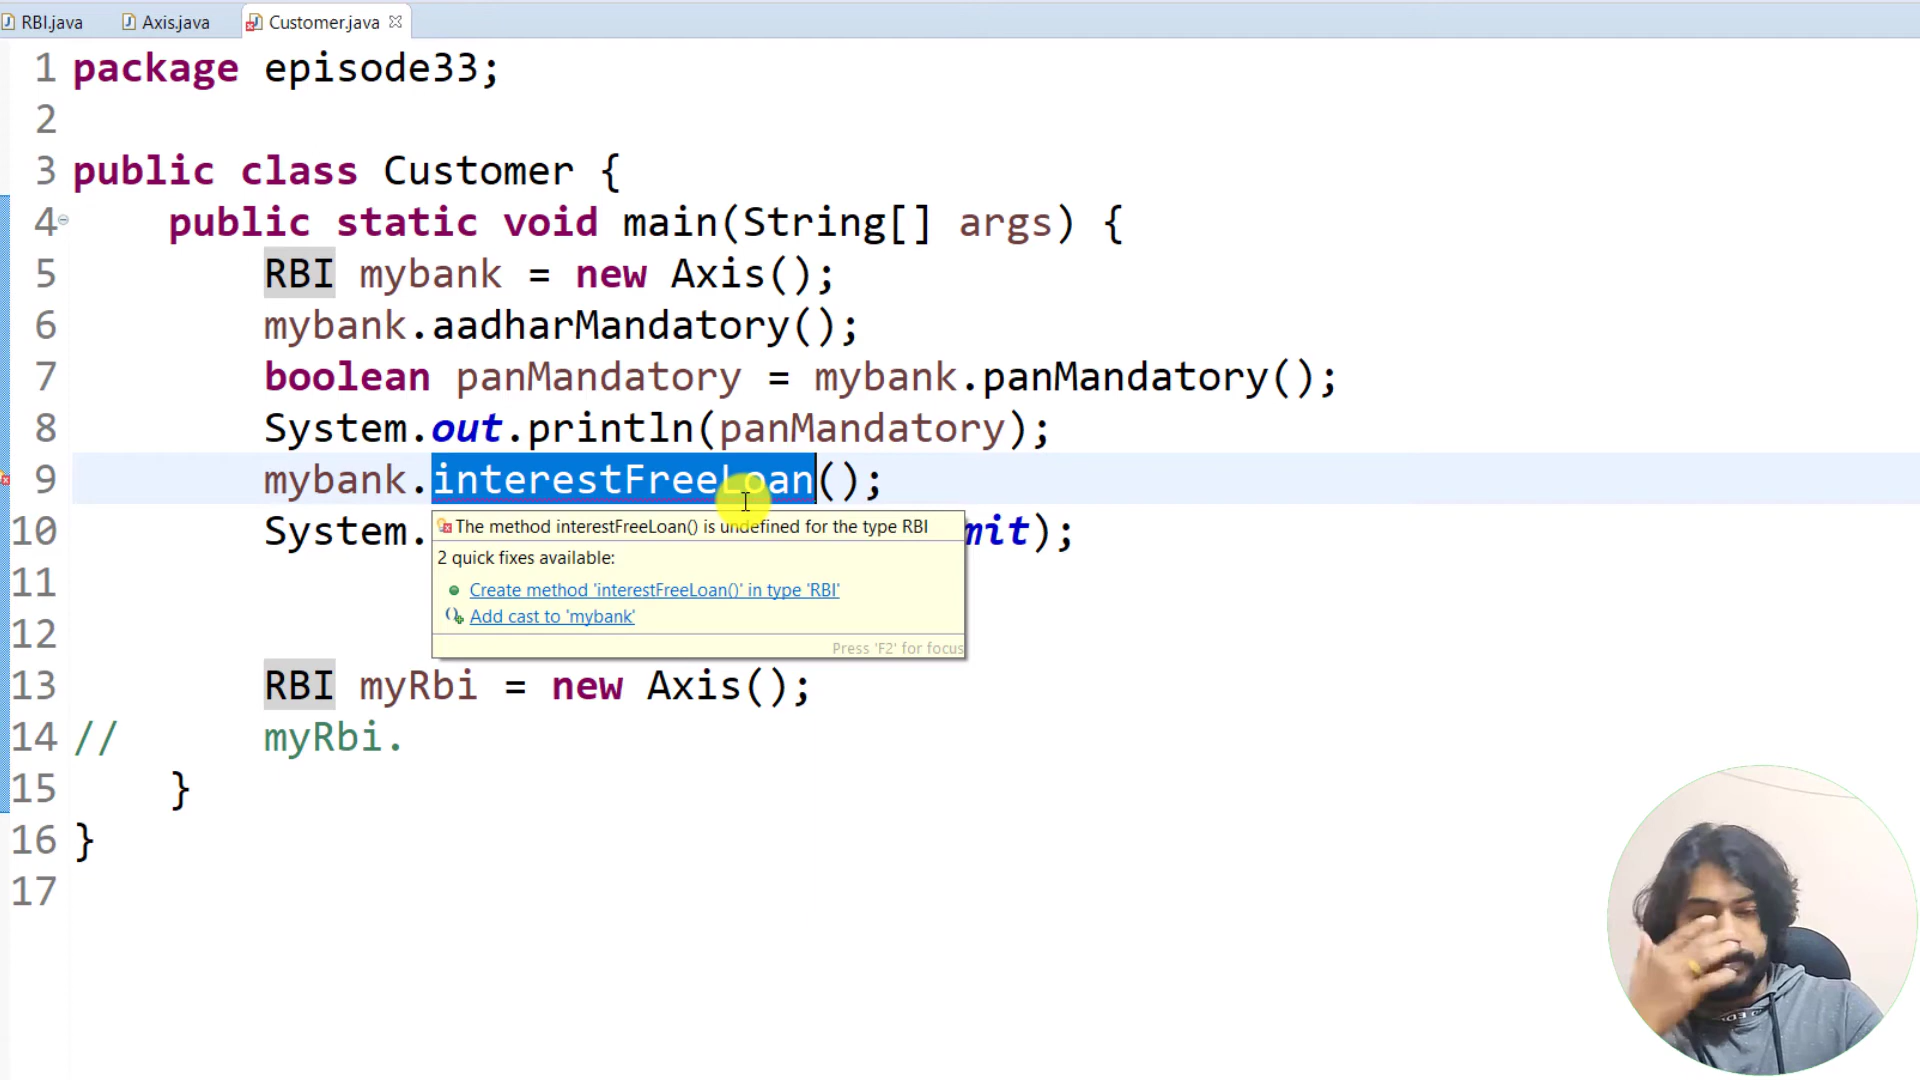 RBI.java Axis.java Customer.java
1 package episode33;
2
3 public class Customer {
4 public static void main(String[] args) {
5 RBI mybank = new Axis();
6 mybank.aadharMandatory();
7 boolean panMandatory = mybank.panMandatory();
8 System.out.println(panMandatory);
9 mybank.interestFreeLoan();
10 System. mit);
The method interestFreeLoan() is undefined for the type RBI
2 quick fixes available:
Create method 'interestFreeLoan()' in type 'RBI'
Add cast to 'mybank'
Press 'F2' for focus
11
12
13 RBI myRbi = new Axis();
14 // myRbi.
15 }
16 }
17